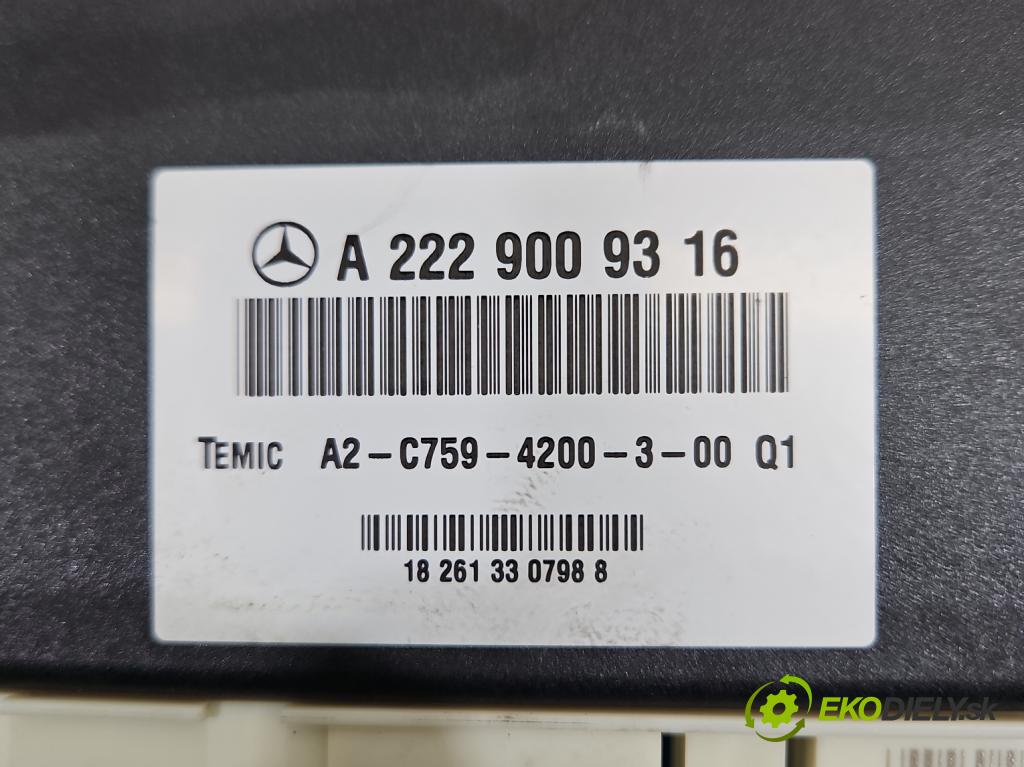 A 222 900 93 16
TEMIC A2-C759-4200-3-00 Q1
18 261 33 0798 8
EKODIELY.sk